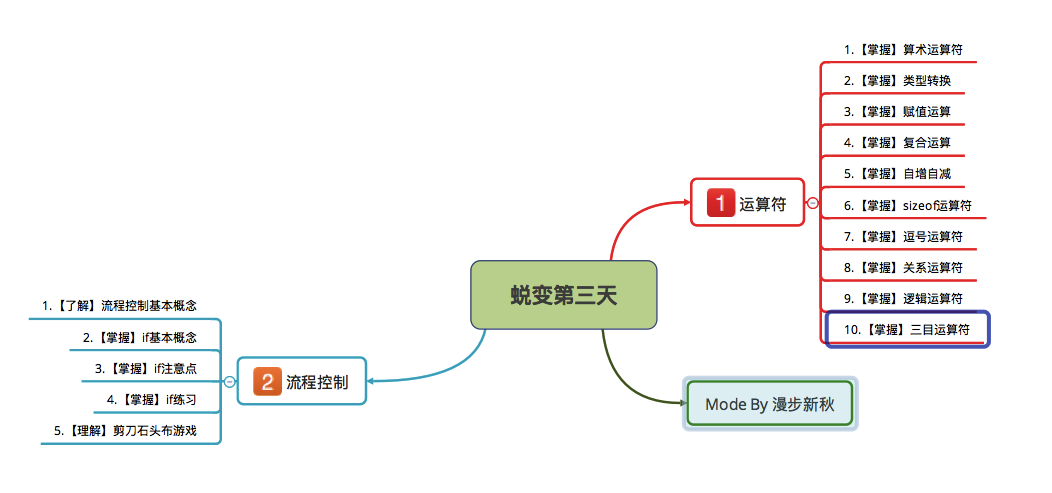 蜕变第三天
1 运算符
1.【掌握】算术运算符
2.【掌握】类型转换
3.【掌握】赋值运算
4.【掌握】复合运算
5.【掌握】自增自减
6.【掌握】sizeof运算符
7.【掌握】逗号运算符
8.【掌握】关系运算符
9.【掌握】逻辑运算符
10.【掌握】三目运算符
2 流程控制
1.【了解】流程控制基本概念
2.【掌握】if基本概念
3.【掌握】if注意点
4.【掌握】if练习
5.【理解】剪刀石头布游戏
Mode By 漫步新秋